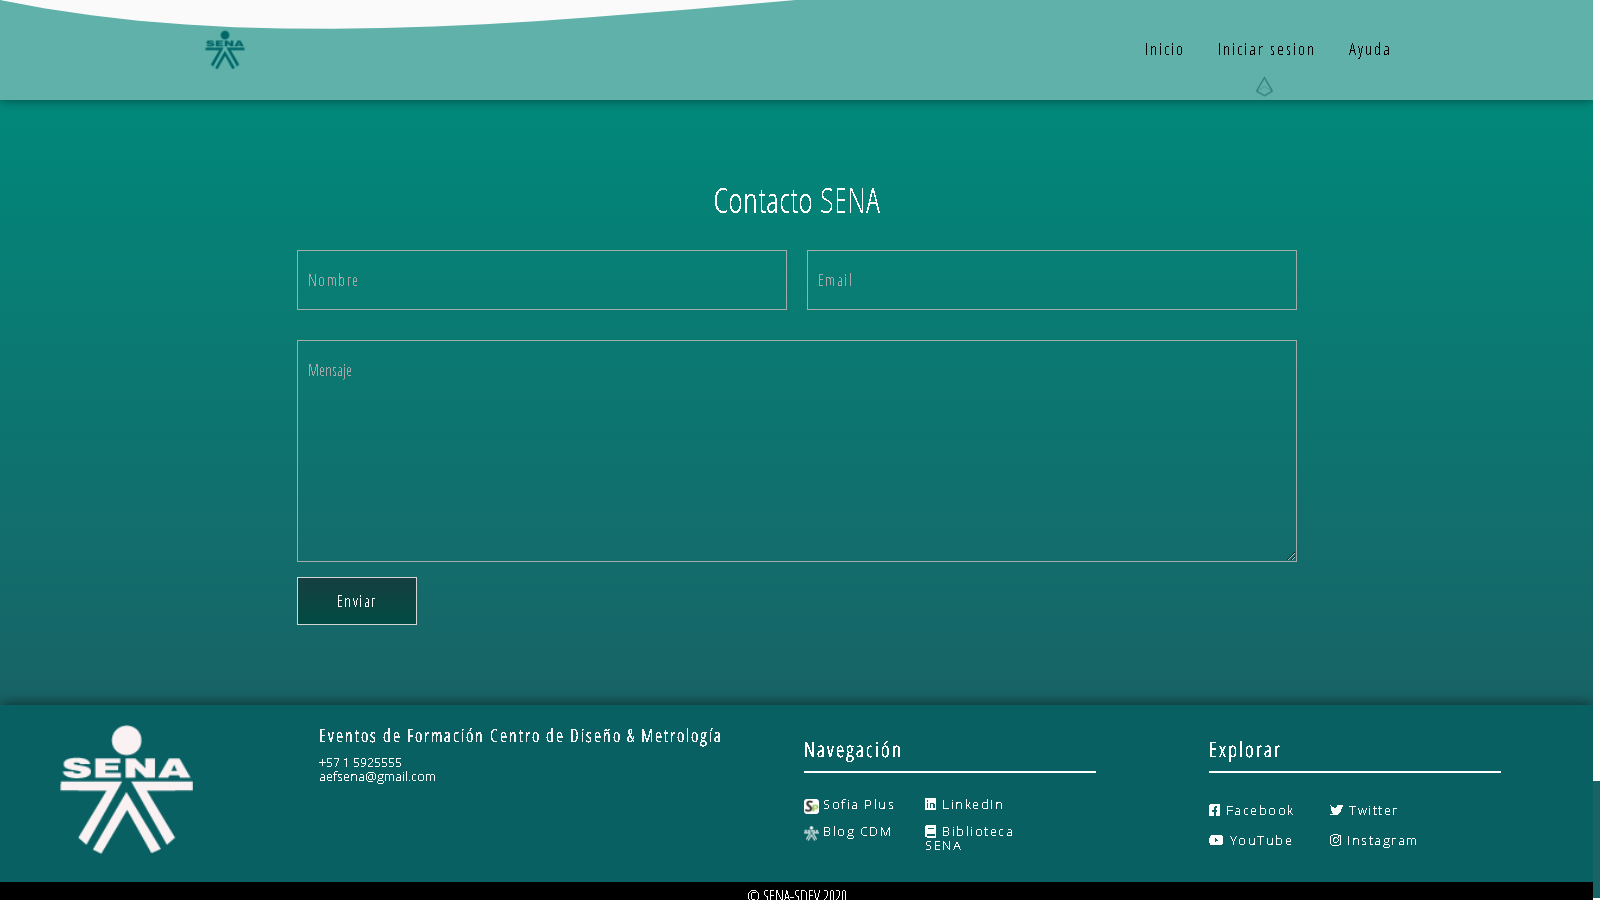 SENA
Inicio Iniciar sesion Ayuda
Contacto SENA
Nombre Email
Mensaje
Enviar
SENA
Eventos de Formación Centro de Diseño & Metrología
+57 1 5925555
aefsena@gmail.com
Navegación
Sofia Plus LinkedIn
Blog CDM Biblioteca
SENA
Explorar
Facebook Twitter
YouTube Instagram
© SENA-SDEV 2020